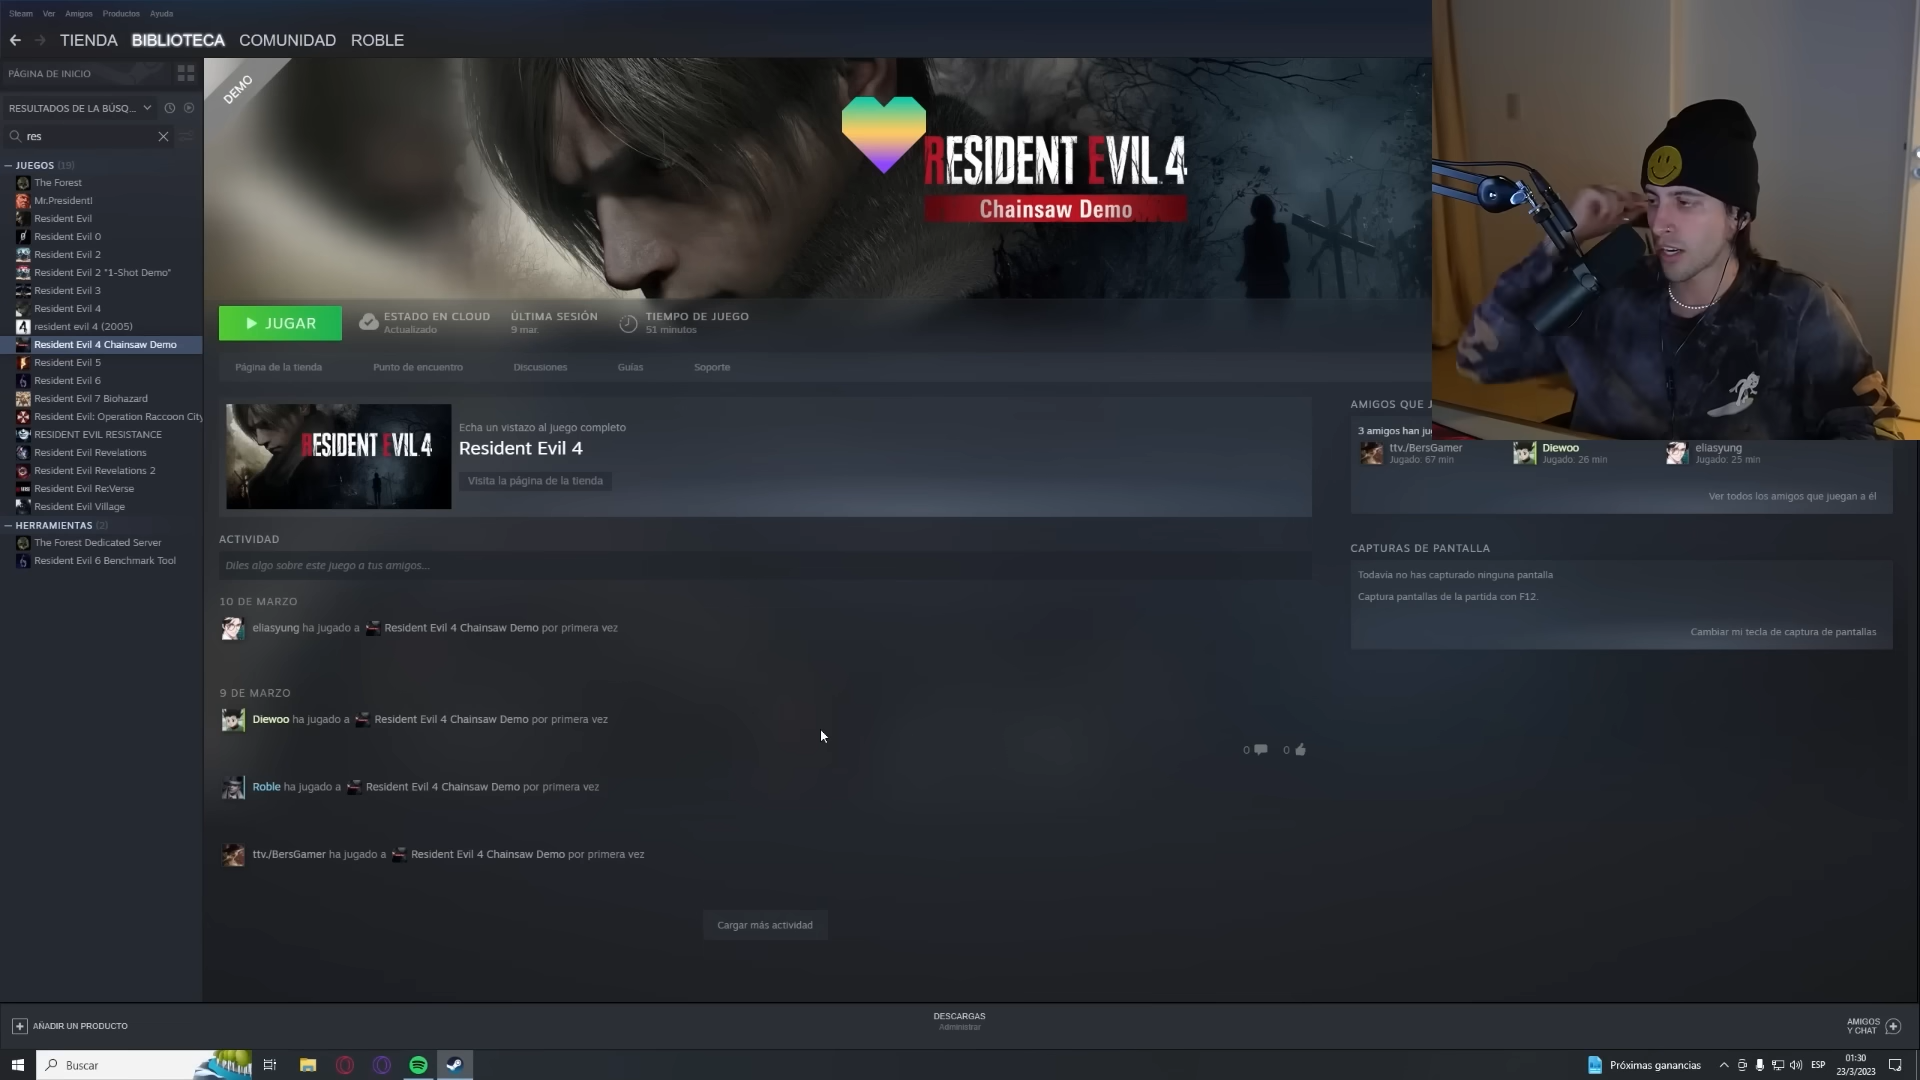 Steam Ver Amigos Productos Ayuda
TIENDA BIBLIOTECA COMUNIDAD ROBLE
PÁGINA DE INICIO
RESULTADOS DE LA BÚSQ...
res
JUEGOS (19)
The Forest
Mr.President!
Resident Evil
Resident Evil 0
Resident Evil 2
Resident Evil 2 "1-Shot Demo"
Resident Evil 3
Resident Evil 4
resident evil 4 (2005)
Resident Evil 4 Chainsaw Demo
Resident Evil 5
Resident Evil 6
Resident Evil 7 Biohazard
Resident Evil: Operation Raccoon City
RESIDENT EVIL RESISTANCE
Resident Evil Revelations
Resident Evil Revelations 2
Resident Evil Re:Verse
Resident Evil Village
HERRAMIENTAS (2)
The Forest Dedicated Server
Resident Evil 6 Benchmark Tool
DEMO
RESIDENT EVIL 4
Chainsaw Demo
JUGAR
ESTADO EN CLOUD
Actualizado
ÚLTIMA SESIÓN
9 mar.
TIEMPO DE JUEGO
51 minutos
Página de la tienda Punto de encuentro Discusiones Guías Soporte
RESIDENT EVIL 4
Echa un vistazo al juego completo
Resident Evil 4
Visita la página de la tienda
ACTIVIDAD
Diles algo sobre este juego a tus amigos...
10 DE MARZO
eliasyung ha jugado a Resident Evil 4 Chainsaw Demo por primera vez
9 DE MARZO
Diewoo ha jugado a Resident Evil 4 Chainsaw Demo por primera vez
0 0
Roble ha jugado a Resident Evil 4 Chainsaw Demo por primera vez
ttv./BersGamer ha jugado a Resident Evil 4 Chainsaw Demo por primera vez
Cargar más actividad
AMIGOS QUE J
3 amigos han ju
ttv./BersGamer
Jugado: 67 min
Diewoo
Jugado: 26 min
eliasyung
Jugado: 25 min
Ver todos los amigos que juegan a él
CAPTURAS DE PANTALLA
Todavía no has capturado ninguna pantalla
Captura pantallas de la partida con F12.
Cambiar mi tecla de captura de pantallas
AÑADIR UN PRODUCTO
DESCARGAS
Administrar
AMIGOS
Y CHAT
Buscar
Próximas ganancias
ESP
01:30
23/3/2023